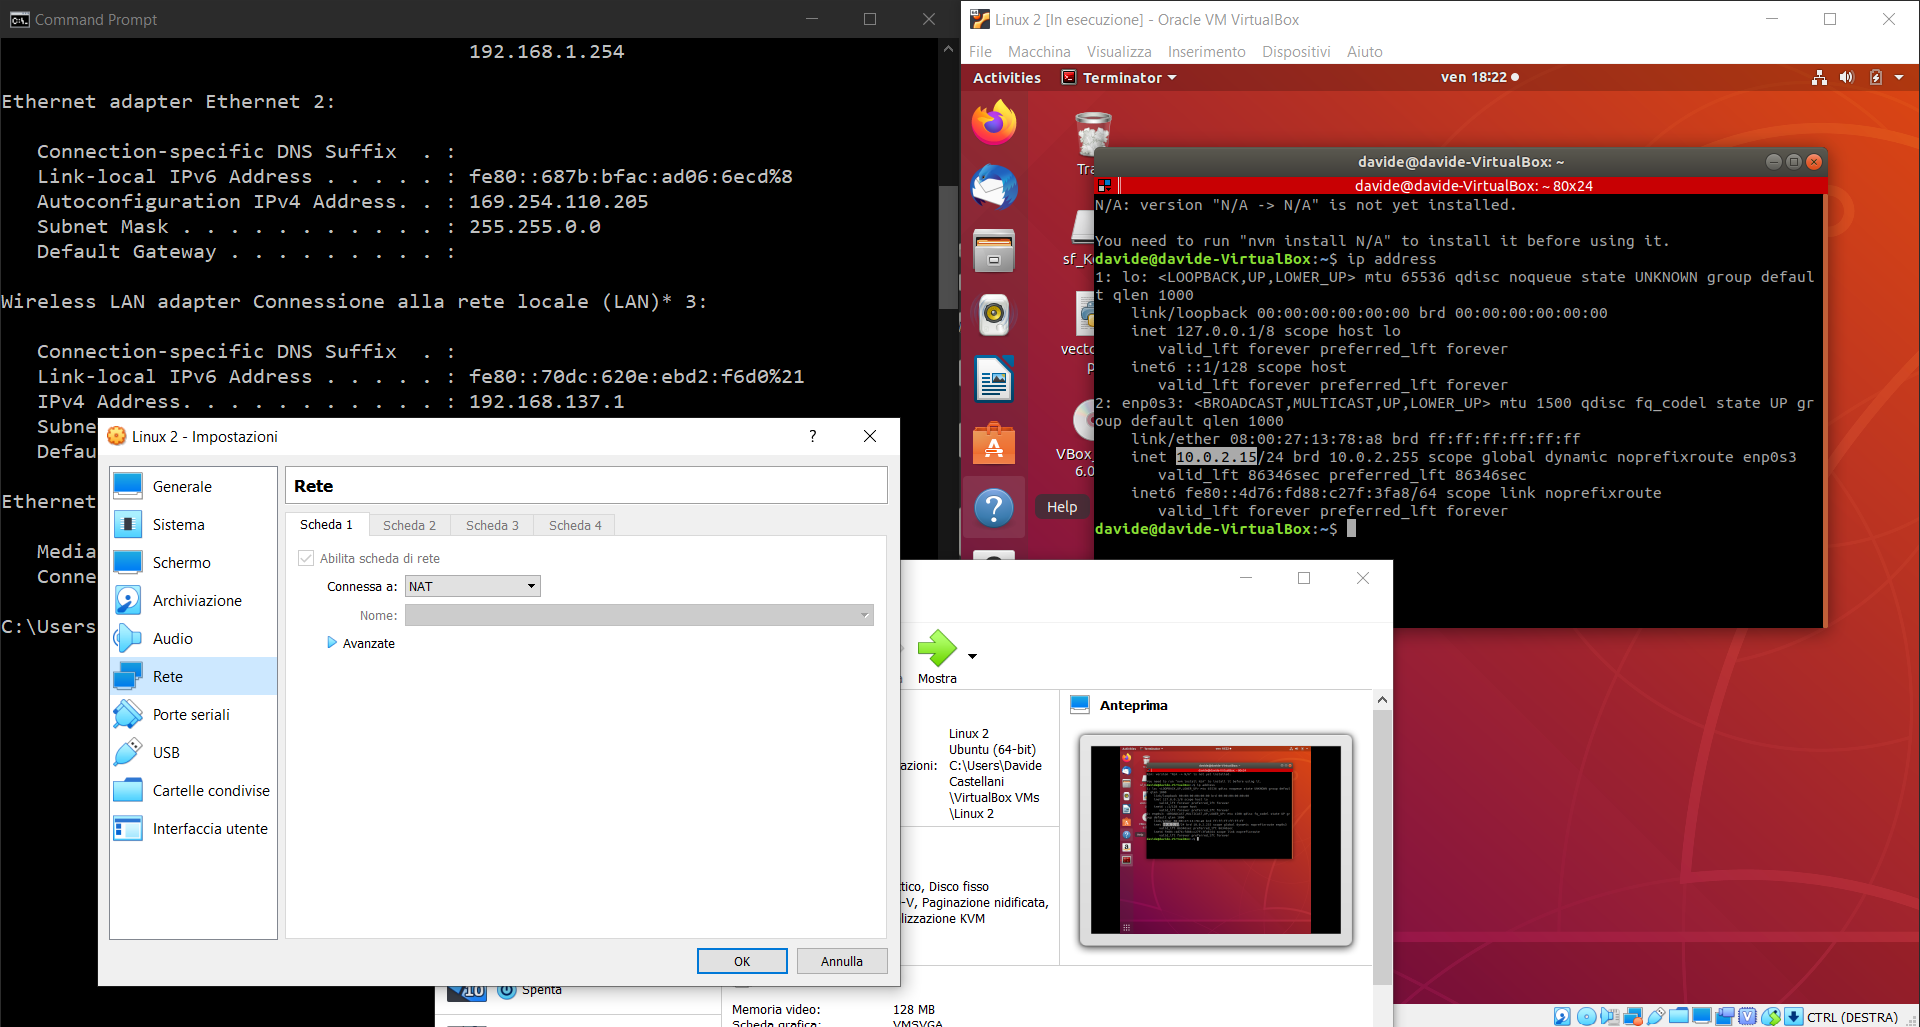 Command Prompt
192.168.1.254
Ethernet adapter Ethernet 2:
Connection-specific DNS Suffix  . :
Link-local IPv6 Address . . . . . : fe80::687b:bfac:ad06:6ecd%8
Autoconfiguration IPv4 Address. . : 169.254.110.205
Subnet Mask . . . . . . . . . . . : 255.255.0.0
Default Gateway . . . . . . . . . :
Wireless LAN adapter Connessione alla rete locale (LAN)* 3:
Connection-specific DNS Suffix  . :
Link-local IPv6 Address . . . . . : fe80::70dc:620e:ebd2:f6d0%21
IPv4 Address. . . . . . . . . . . : 192.168.137.1
Subne
Defau
Ethernet
Media
Conne
C:\Users
Linux 2 - Impostazioni
?
Generale
Sistema
Schermo
Archiviazione
Audio
Rete
Porte seriali
USB
Cartelle condivise
Interfaccia utente
Rete
Scheda 1
Scheda 2
Scheda 3
Scheda 4
Abilita scheda di rete
Connessa a:
NAT
Nome:
Avanzate
OK
Annulla
Linux 2 [In esecuzione] - Oracle VM VirtualBox
File
Macchina
Visualizza
Inserimento
Dispositivi
Aiuto
Activities
Terminator
ven 18:22
Tra
sf_K
vect
p
VBox_
6.0
Help
davide@davide-VirtualBox: ~
davide@davide-VirtualBox: ~ 80x24
N/A: version "N/A -> N/A" is not yet installed.
You need to run "nvm install N/A" to install it before using it.
davide@davide-VirtualBox:~$ ip address
1: lo: <LOOPBACK,UP,LOWER_UP> mtu 65536 qdisc noqueue state UNKNOWN group defaul
t qlen 1000
link/loopback 00:00:00:00:00:00 brd 00:00:00:00:00:00
inet 127.0.0.1/8 scope host lo
valid_lft forever preferred_lft forever
inet6 ::1/128 scope host
valid_lft forever preferred_lft forever
2: enp0s3: <BROADCAST,MULTICAST,UP,LOWER_UP> mtu 1500 qdisc fq_codel state UP gr
oup default qlen 1000
link/ether 08:00:27:13:78:a8 brd ff:ff:ff:ff:ff:ff
inet 10.0.2.15/24 brd 10.0.2.255 scope global dynamic noprefixroute enp0s3
valid_lft 86346sec preferred_lft 86346sec
inet6 fe80::4d76:fd88:c27f:3fa8/64 scope link noprefixroute
valid_lft forever preferred_lft forever
davide@davide-VirtualBox:~$
Mostra
Anteprima
Linux 2
Ubuntu (64-bit)
azioni:
C:\Users\Davide
Castellani
\VirtualBox VMs
\Linux 2
tico, Disco fisso
-V, Paginazione nidificata,
lizzazione KVM
10
Spenta
Memoria video:
128 MB
Scheda grafica:
VMSVGA
CTRL (DESTRA)